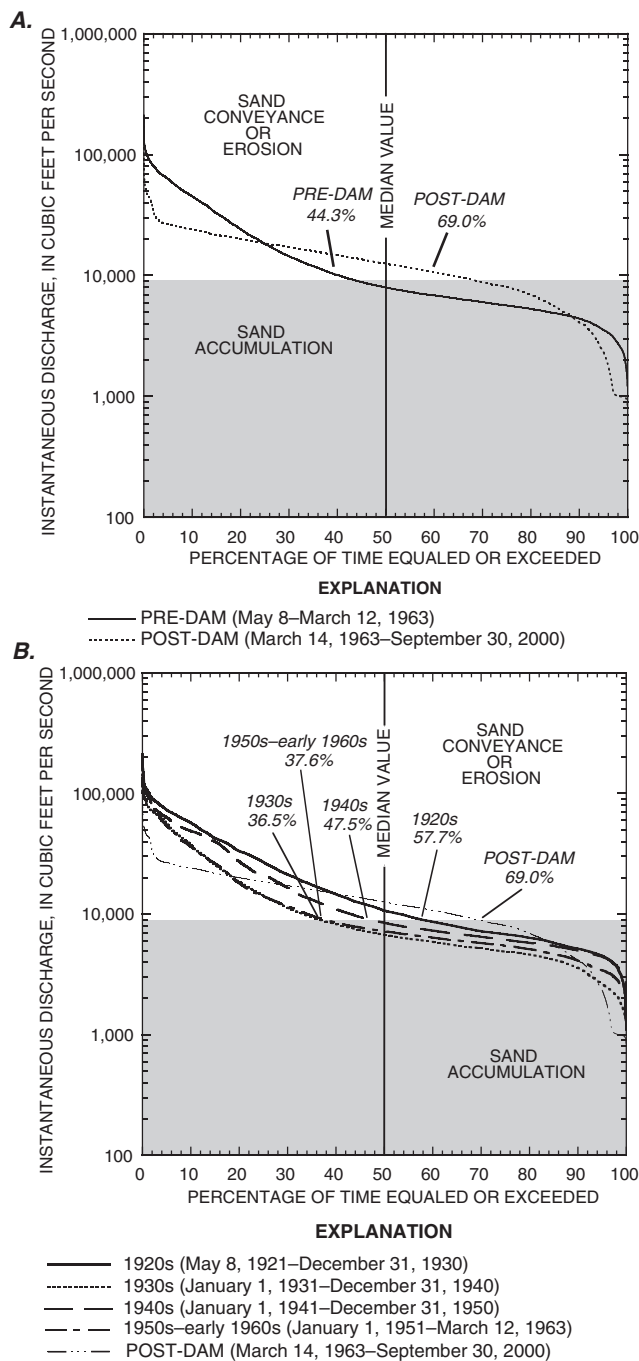 A.
INSTANTANEOUS DISCHARGE, IN CUBIC FEET PER SECOND
1,000,000
100,000
10,000
1,000
100
SAND
CONVEYANCE
OR
EROSION
MEDIAN VALUE
PRE-DAM
44.3%
POST-DAM
69.0%
SAND
ACCUMULATION
0 10 20 30 40 50 60 70 80 90 100
PERCENTAGE OF TIME EQUALED OR EXCEEDED
EXPLANATION
PRE-DAM (May 8–March 12, 1963)
POST-DAM (March 14, 1963–September 30, 2000)
B.
INSTANTANEOUS DISCHARGE, IN CUBIC FEET PER SECOND
1,000,000
100,000
10,000
1,000
100
MEDIAN VALUE
SAND
CONVEYANCE
OR
EROSION
1950s–early 1960s
37.6%
1930s
36.5%
1940s
47.5%
1920s
57.7%
POST-DAM
69.0%
SAND
ACCUMULATION
0 10 20 30 40 50 60 70 80 90 100
PERCENTAGE OF TIME EQUALED OR EXCEEDED
EXPLANATION
1920s (May 8, 1921–December 31, 1930)
1930s (January 1, 1931–December 31, 1940)
1940s (January 1, 1941–December 31, 1950)
1950s–early 1960s (January 1, 1951–March 12, 1963)
POST-DAM (March 14, 1963–September 30, 2000)